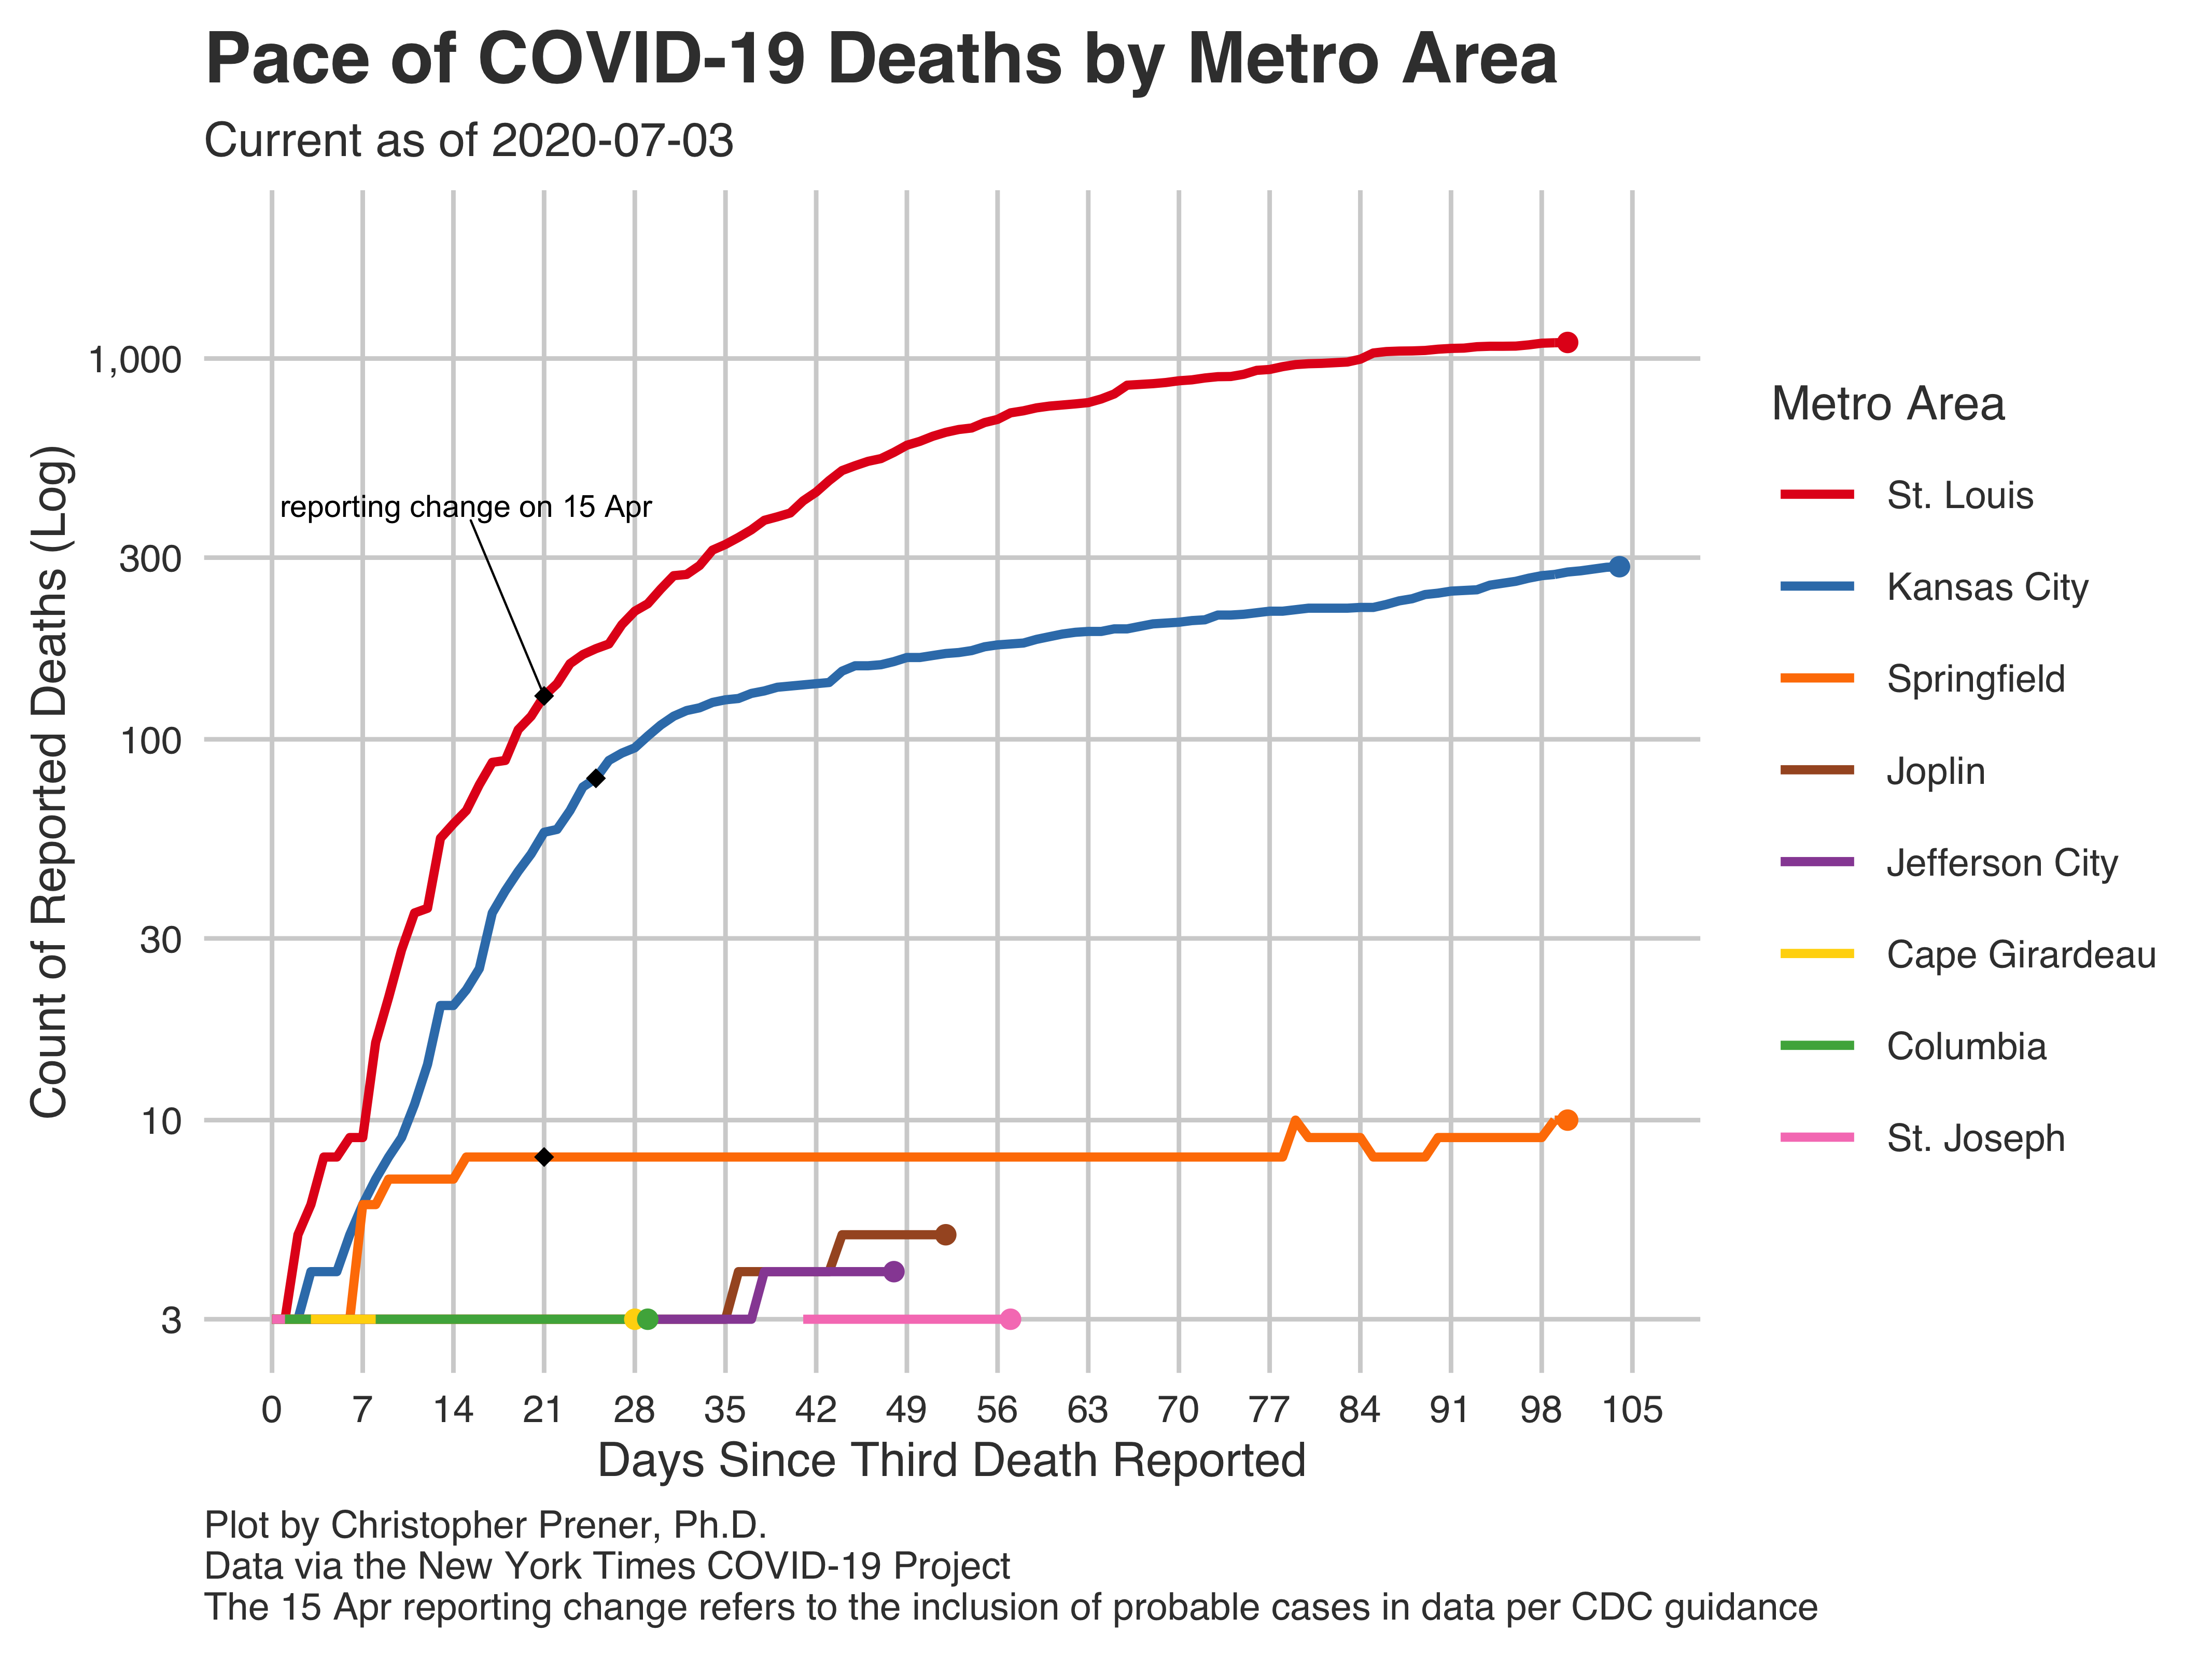 Pace of COVID-19 Deaths by Metro Area
Current as of 2020-07-03
Count of Reported Deaths (Log)
1,000
300
100
30
10
3
reporting change on 15 Apr
0 7 14 21 28 35 42 49 56 63 70 77 84 91 98 105
Days Since Third Death Reported
Metro Area
St. Louis
Kansas City
Springfield
Joplin
Jefferson City
Cape Girardeau
Columbia
St. Joseph
Plot by Christopher Prener, Ph.D.
Data via the New York Times COVID-19 Project
The 15 Apr reporting change refers to the inclusion of probable cases in data per CDC guidance